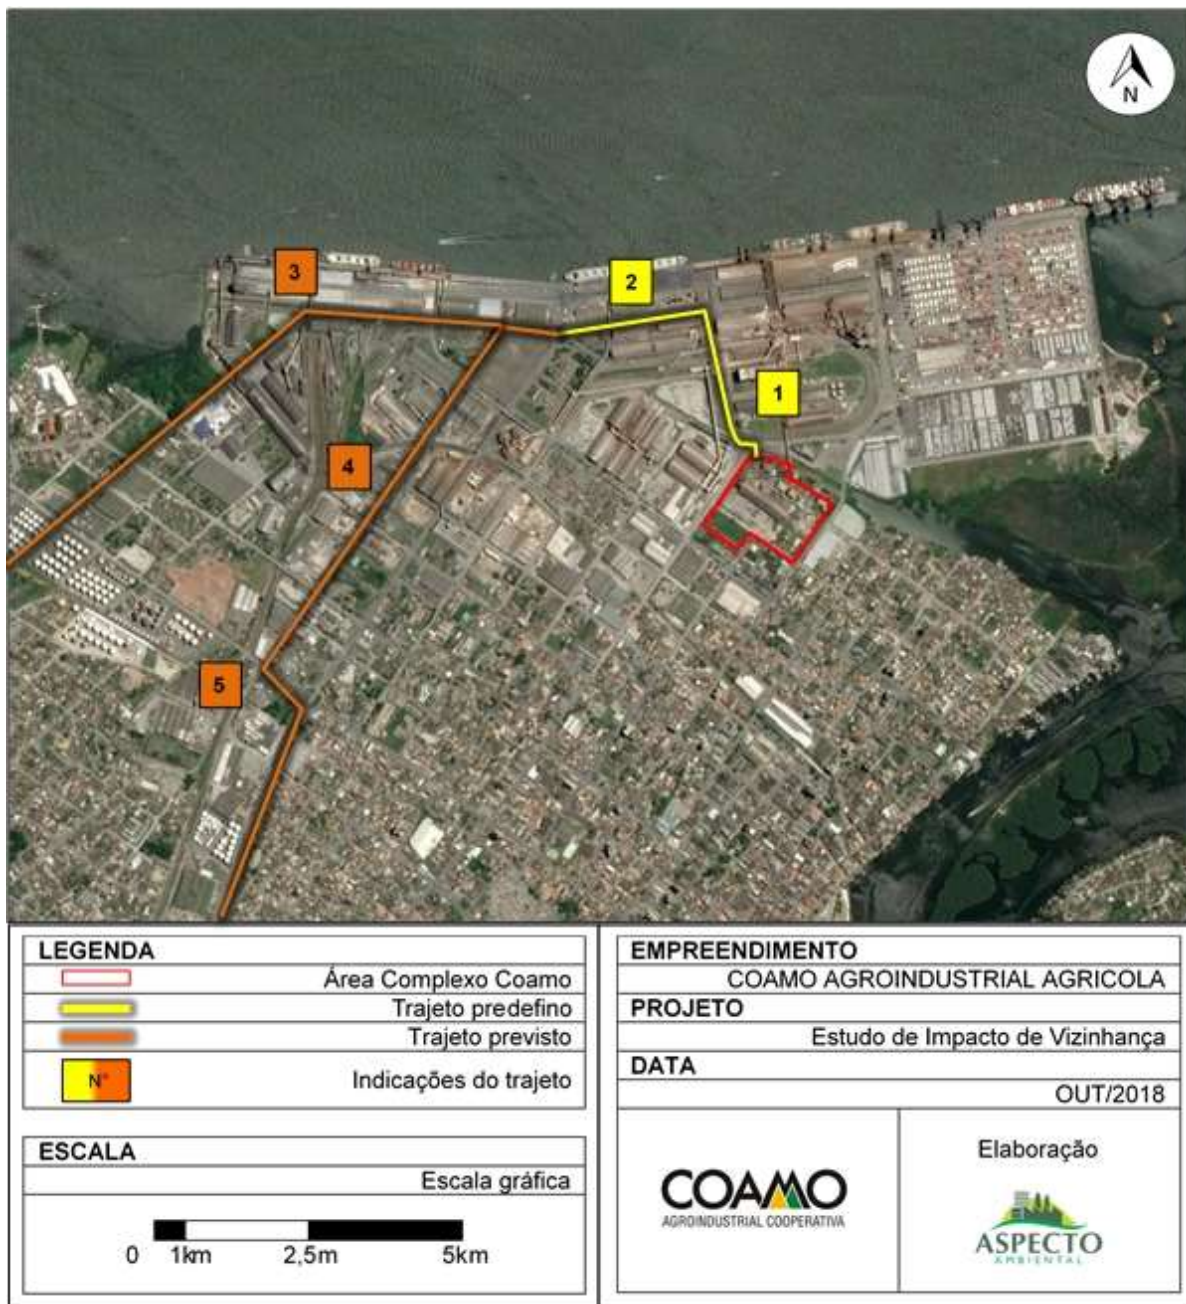 N
3
2
1
4
5
LEGENDA
Área Complexo Coamo
Trajeto predefino
Trajeto previsto
N°
Indicações do trajeto
ESCALA
Escala gráfica
0 1km 2,5m 5km
EMPREENDIMENTO
COAMO AGROINDUSTRIAL AGRICOLA
PROJETO
Estudo de Impacto de Vizinhança
DATA
OUT/2018
COAMO
AGROINDUSTRIAL COOPERATIVA
Elaboração
ASPECTO
AMBIENTAL